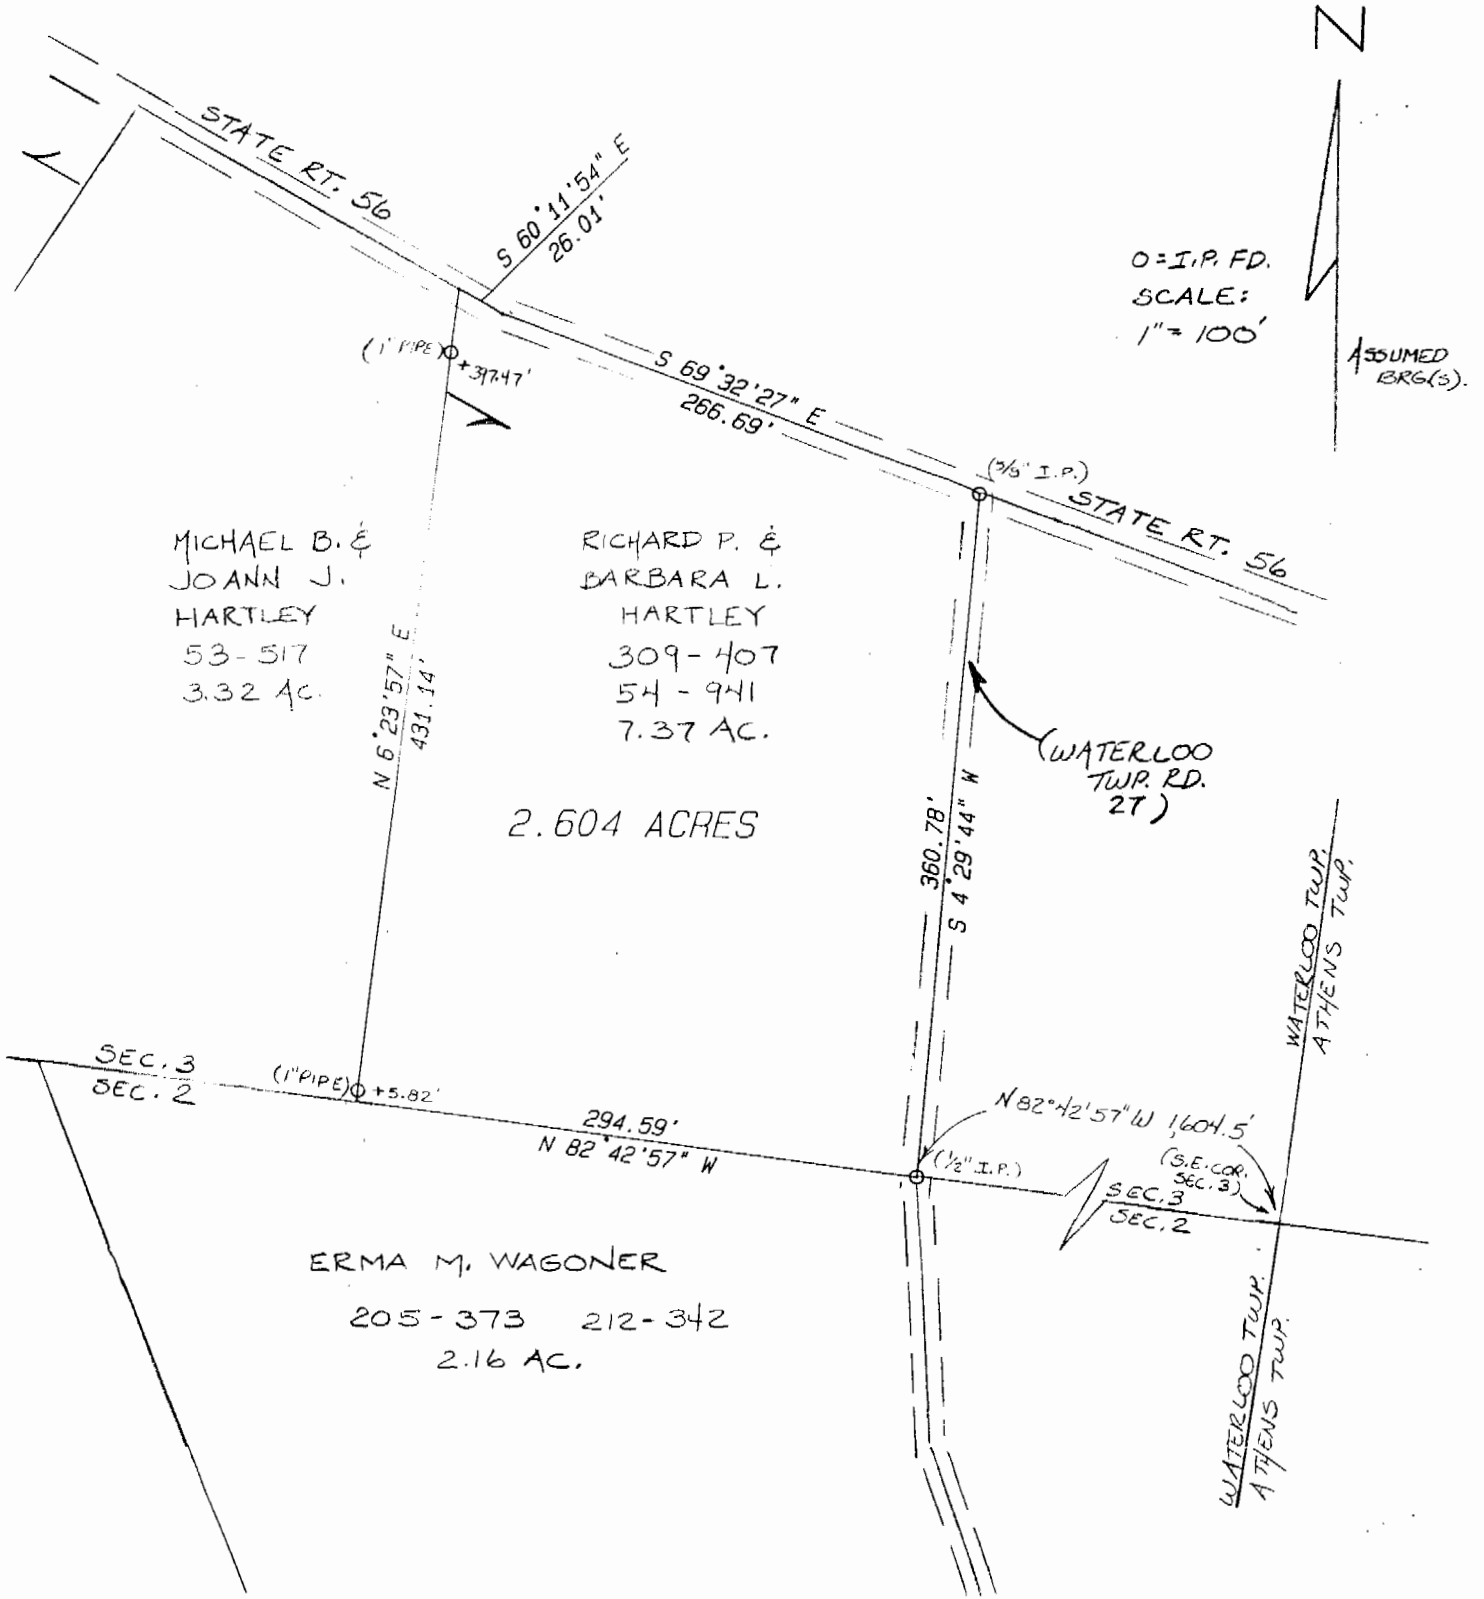 N
STATE RT. 56
S 60°11'54" E
26.01'
O = I.P. FD.
SCALE:
1" = 100'
ASSUMED
BRG(S).
(1" PIPE)
+397.47'
S 69°32'27" E
266.69'
(5/8" I.P.)
STATE RT. 56
MICHAEL B. &
JOANN J.
HARTLEY
53-517
3.32 AC.
RICHARD P. &
BARBARA L.
HARTLEY
309-407
54-941
7.37 AC.
N 6°23'57" E
431.14'
(WATERLOO
TWP. RD.
27)
2.604 ACRES
360.78'
S 4°29'44" W
WATERLOO TWP.
ATHENS TWP.
SEC. 3
SEC. 2
(1" PIPE)
+5.82'
294.59'
N 82°42'57" W
N 82°42'57" W 1,604.5'
(S.E. COR.
SEC. 3)
(1/2" I.P.)
SEC. 3
SEC. 2
ERMA M. WAGONER
205-373 212-342
2.16 AC.
WATERLOO TWP.
ATHENS TWP.